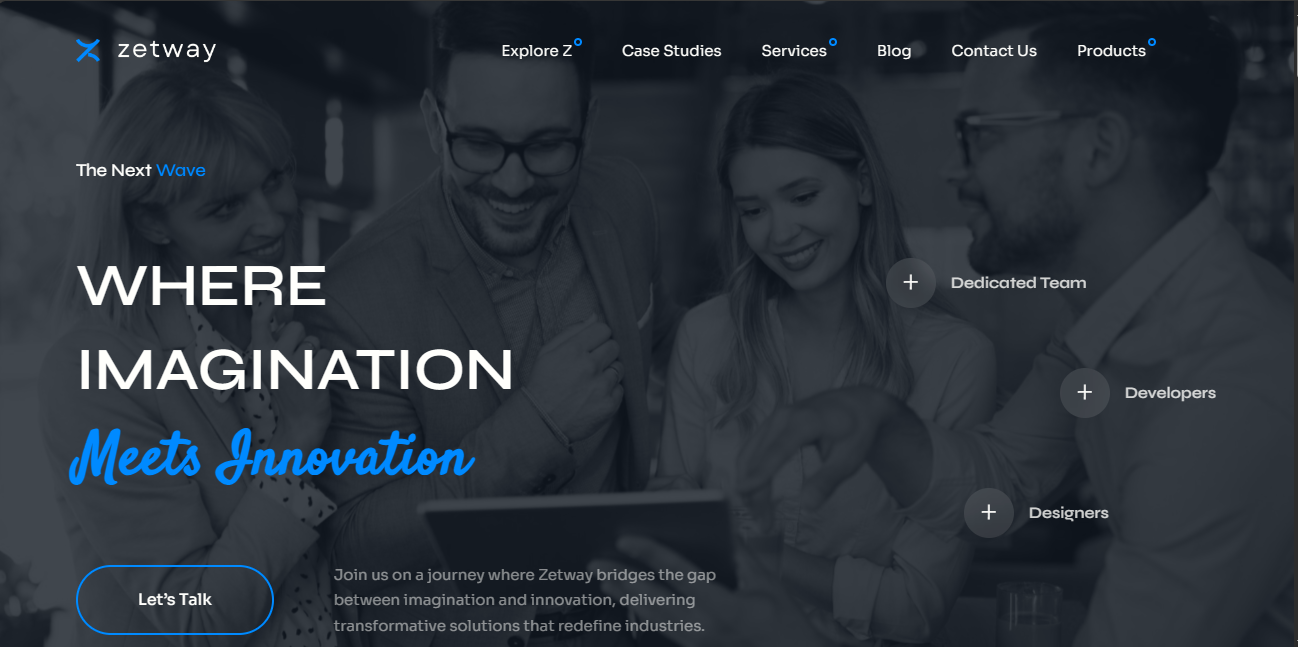 zetway
Explore Z
Case Studies
Services
Blog
Contact Us
Products
The Next Wave
WHERE
IMAGINATION
Meets Innovation
Dedicated Team
Developers
Designers
Let's Talk
Join us on a journey where Zetway bridges the gap
between imagination and innovation, delivering
transformative solutions that redefine industries.